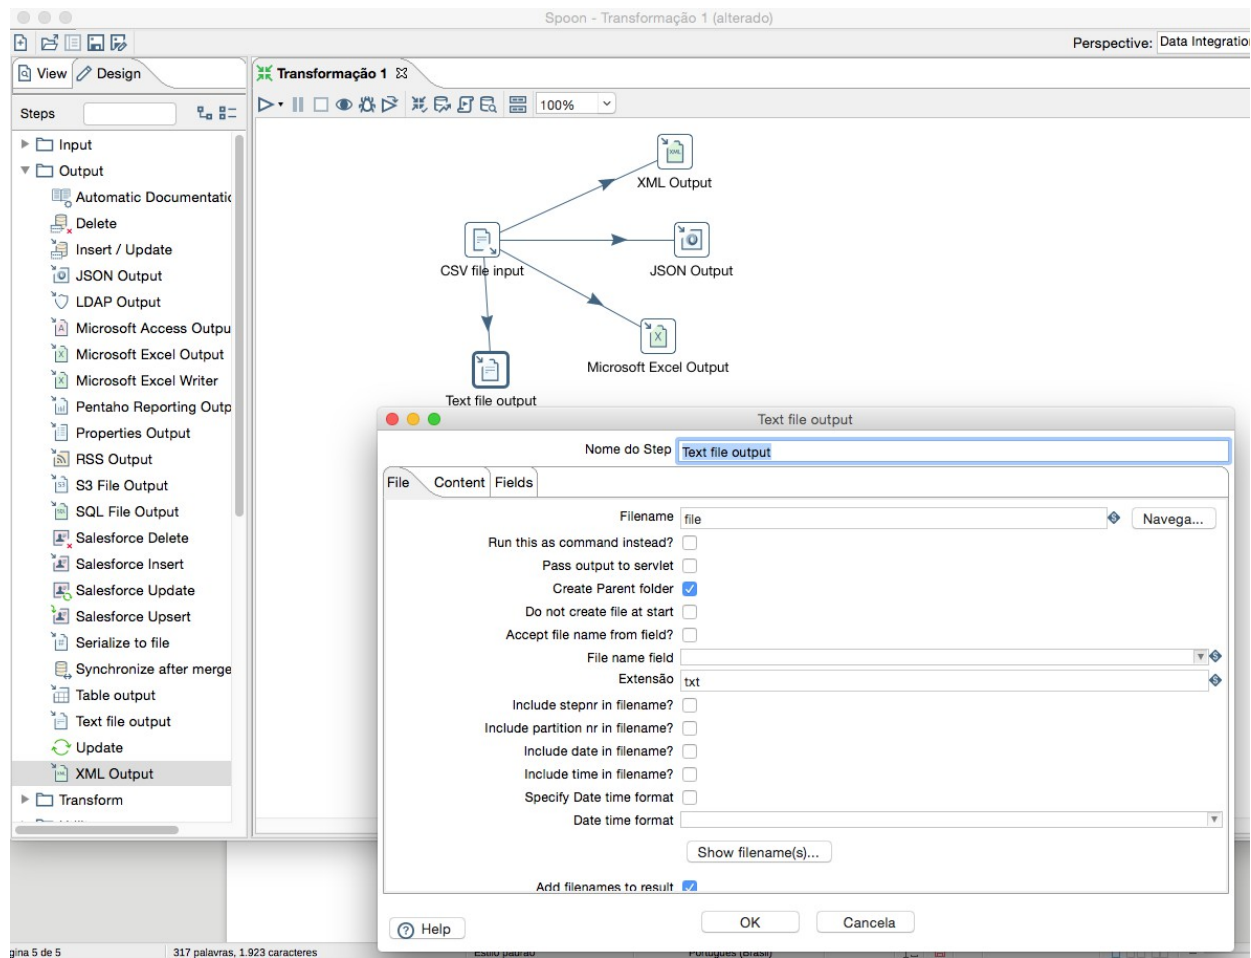 Spoon - Transformação 1 (alterado)
Perspective: Data Integration
View Design
Transformação 1
Steps
100%
Input
Output
Automatic Documentatic
Delete
Insert / Update
JSON Output
LDAP Output
Microsoft Access Outpu
Microsoft Excel Output
Microsoft Excel Writer
Pentaho Reporting Outp
Properties Output
RSS Output
S3 File Output
SQL File Output
Salesforce Delete
Salesforce Insert
Salesforce Update
Salesforce Upsert
Serialize to file
Synchronize after merge
Table output
Text file output
Update
XML Output
Transform
XML Output
CSV file input
JSON Output
Microsoft Excel Output
Text file output
Text file output
Nome do Step Text file output
File Content Fields
Filename file Navega...
Run this as command instead?
Pass output to servlet
Create Parent folder
Do not create file at start
Accept file name from field?
File name field
Extensão txt
Include stepnr in filename?
Include partition nr in filename?
Include date in filename?
Include time in filename?
Specify Date time format
Date time format
Show filename(s)...
Add filenames to result
Help OK Cancela
gina 5 de 5 317 palavras, 1.923 caracteres Estilo padrão Português (Brasil)